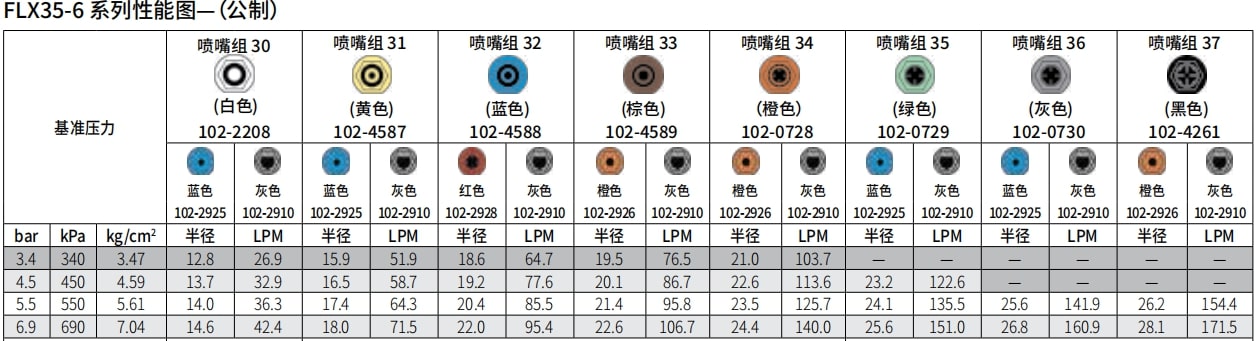 FLX35-6 系列性能图—（公制）
基准压力
喷嘴组 30 喷嘴组 31 喷嘴组 32 喷嘴组 33 喷嘴组 34 喷嘴组 35 喷嘴组 36 喷嘴组 37
(白色) (黄色) (蓝色) (棕色) (橙色) (绿色) (灰色) (黑色)
102-2208 102-4587 102-4588 102-4589 102-0728 102-0729 102-0730 102-4261
蓝色 灰色 蓝色 灰色 红色 灰色 橙色 灰色 橙色 灰色 蓝色 灰色 蓝色 灰色 橙色 灰色
102-2925 102-2910 102-2925 102-2910 102-2928 102-2910 102-2926 102-2910 102-2926 102-2910 102-2925 102-2910 102-2925 102-2910 102-2926 102-2910
bar kPa kg/cm² 半径 LPM 半径 LPM 半径 LPM 半径 LPM 半径 LPM 半径 LPM 半径 LPM 半径 LPM
3.4 340 3.47 12.8 26.9 15.9 51.9 18.6 64.7 19.5 76.5 21.0 103.7 — — — — — —
4.5 450 4.59 13.7 32.9 16.5 58.7 19.2 77.6 20.1 86.7 22.6 113.6 23.2 122.6 — — — —
5.5 550 5.61 14.0 36.3 17.4 64.3 20.4 85.5 21.4 95.8 23.5 125.7 24.1 135.5 25.6 141.9 26.2 154.4
6.9 690 7.04 14.6 42.4 18.0 71.5 22.0 95.4 22.6 106.7 24.4 140.0 25.6 151.0 26.8 160.9 28.1 171.5